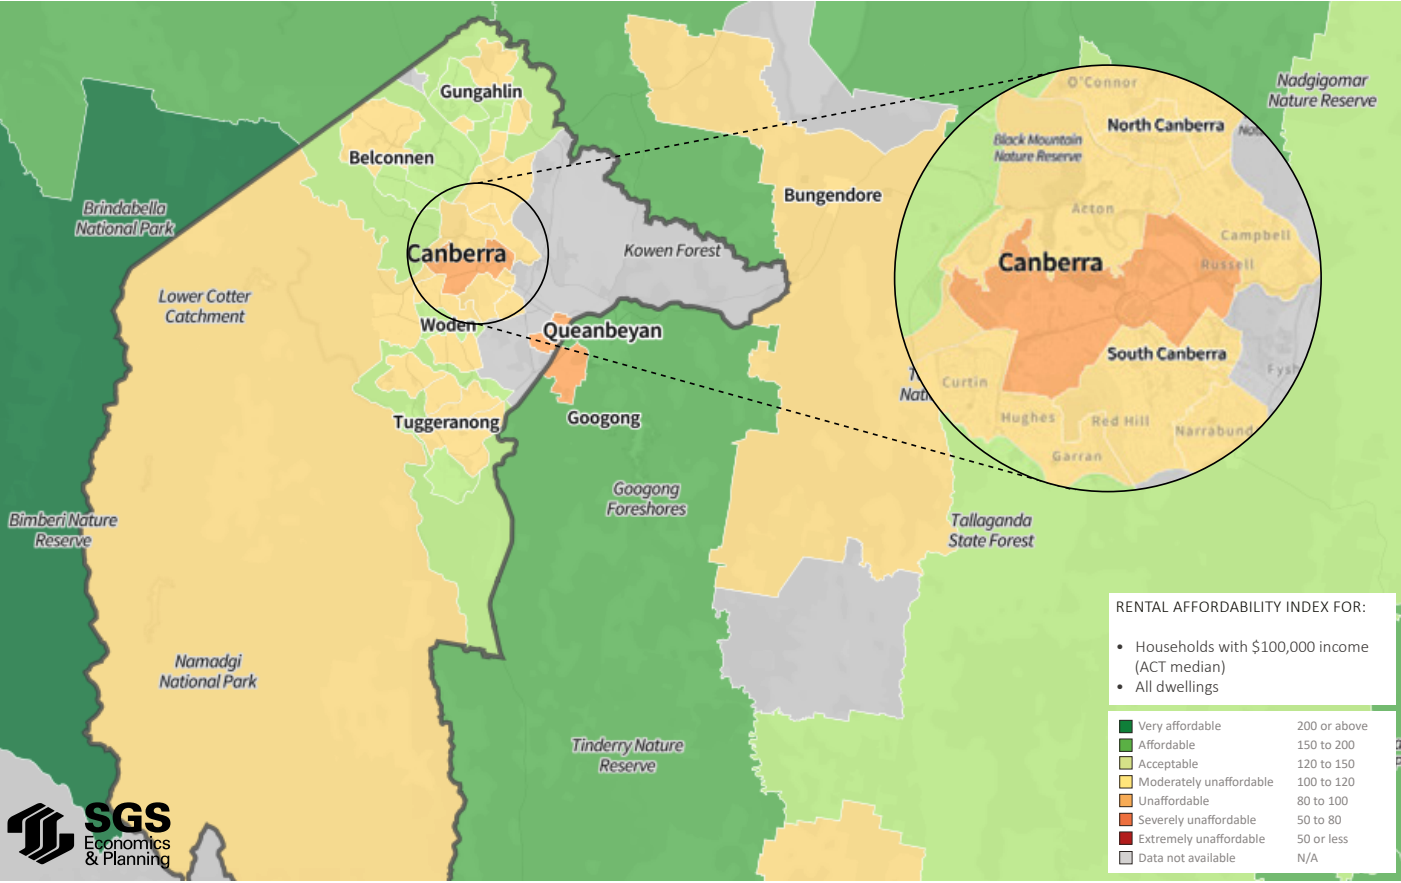 Gungahlin
Belconnen
Brindabella
National Park
Canberra
Lower Cotter
Catchment
Woden
Queanbeyan
Googong
Tuggeranong
Kowen Forest
Bungendore
Googong
Foreshores
Bimberi Nature
Reserve
Namadgi
National Park
Tinderry Nature
Reserve
Tallaganda
State Forest
Nadgigomar
Nature Reserve
O'Connor
North Canberra
Black Mountain
Nature Reserve
Acton
Campbell
Canberra
Russell
South Canberra
Curtin
Hughes
Red Hill
Narrabund
Garran
RENTAL AFFORDABILITY INDEX FOR:
• Households with $100,000 income
(ACT median)
• All dwellings
Very affordable 200 or above
Affordable 150 to 200
Acceptable 120 to 150
Moderately unaffordable 100 to 120
Unaffordable 80 to 100
Severely unaffordable 50 to 80
Extremely unaffordable 50 or less
Data not available N/A
SGS
Economics
& Planning